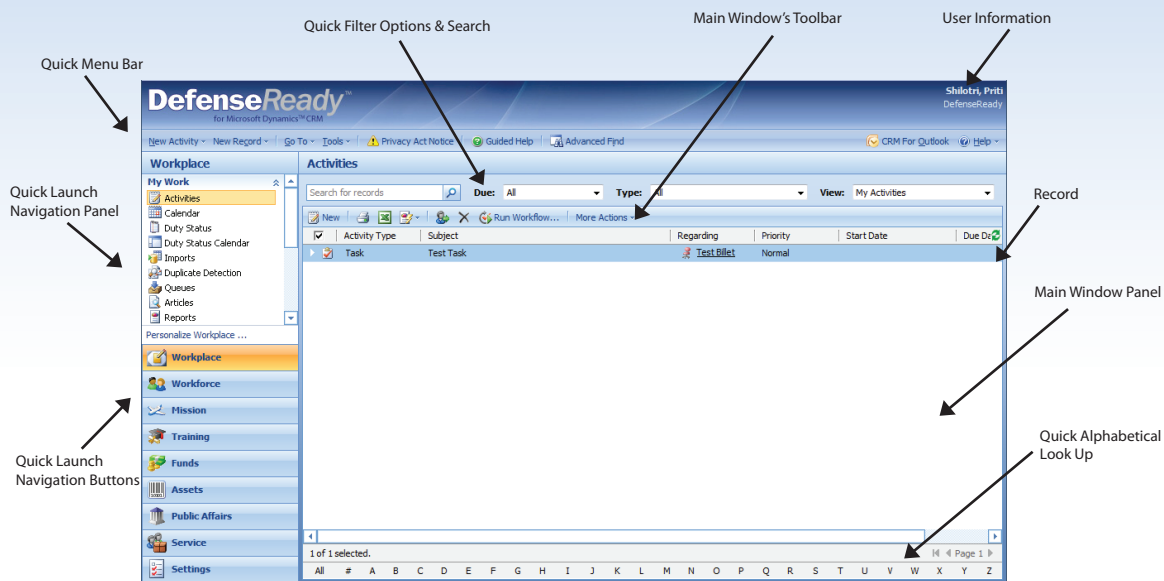 Main Window's Toolbar
User Information
Quick Filter Options & Search
Quick Menu Bar
DefenseReady™
for Microsoft Dynamics™ CRM
Shilotri, Priti
DefenseReady
New Activity New Record Go To Tools Privacy Act Notice Guided Help Advanced Find CRM For Outlook Help
Workplace
Activities
My Work
Activities
Calendar
Duty Status
Duty Status Calendar
Imports
Duplicate Detection
Queues
Articles
Reports
Personalize Workplace ...
Search for records Due: All Type: All View: My Activities
New Run Workflow... More Actions
Activity Type Subject Regarding Priority Start Date Due Da
Task Test Task Test Billet Normal
Quick Launch
Navigation Panel
Record
Main Window Panel
Workplace
Workforce
Mission
Training
Funds
Assets
Public Affairs
Service
Settings
Quick Launch
Navigation Buttons
Quick Alphabetical
Look Up
1 of 1 selected. Page 1
All # A B C D E F G H I J K L M N O P Q R S T U V W X Y Z